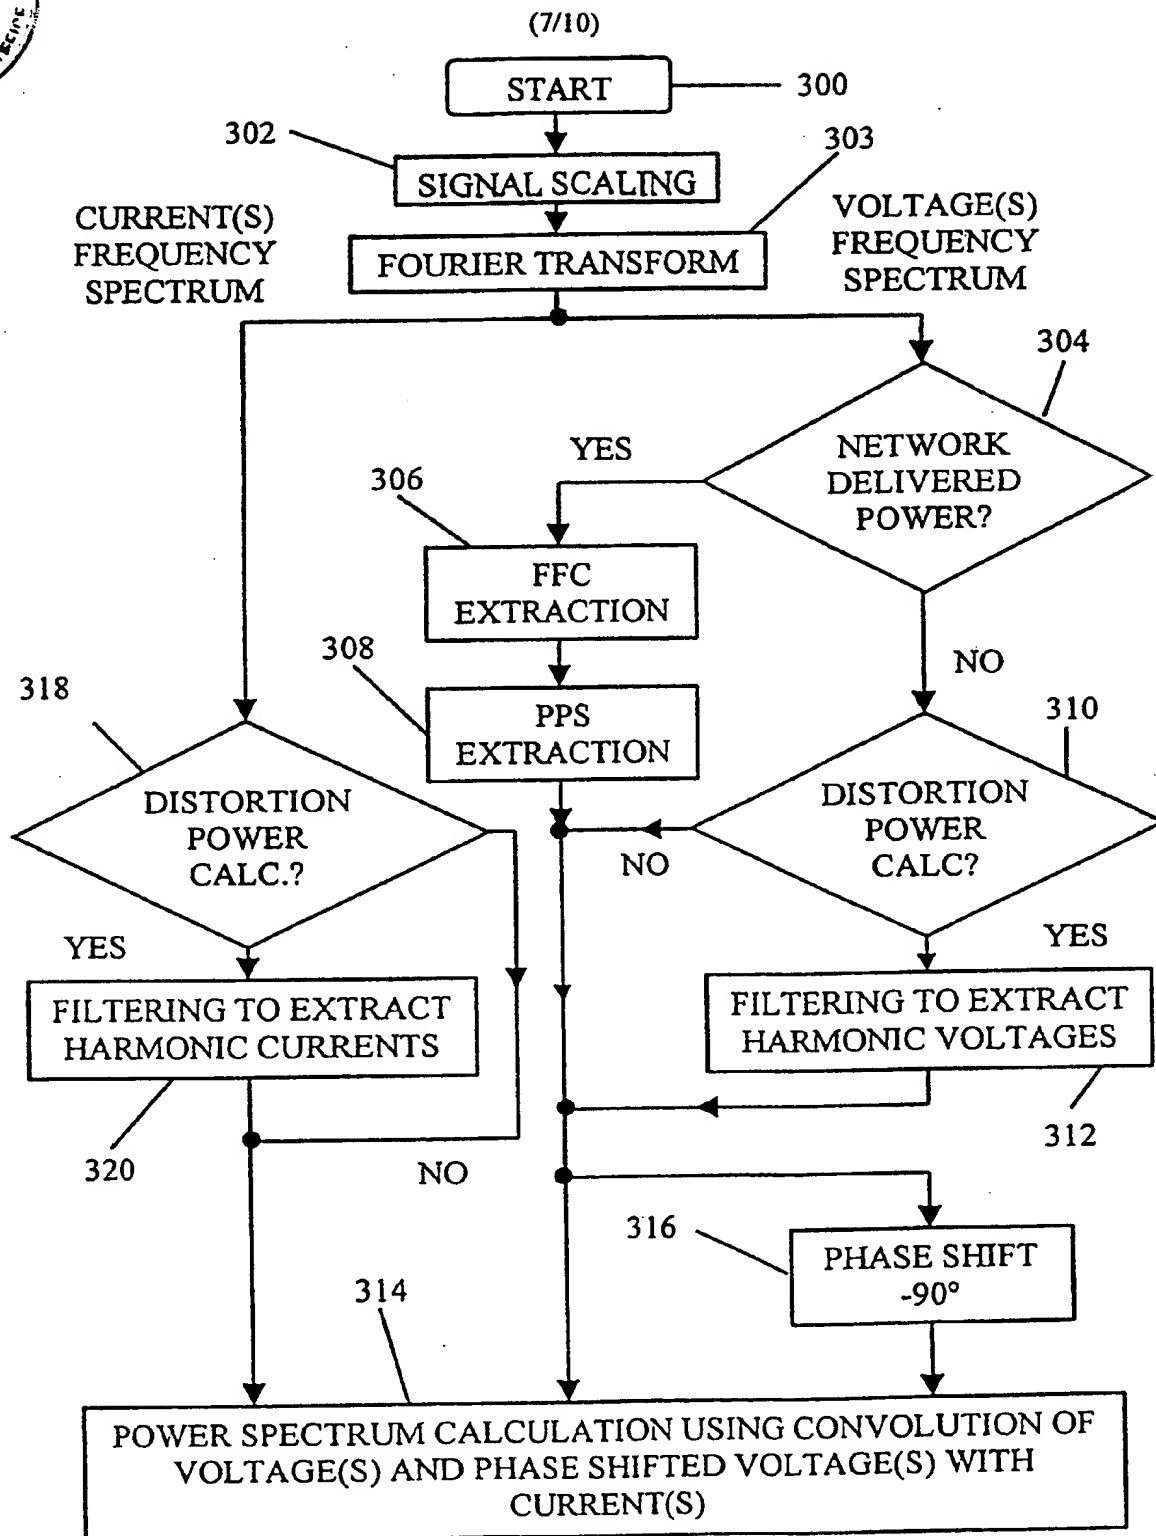 (7/10)
START
300
302
303
SIGNAL SCALING
CURRENT(S)
FREQUENCY
SPECTRUM
VOLTAGE(S)
FREQUENCY
SPECTRUM
FOURIER TRANSFORM
304
NETWORK
DELIVERED
POWER?
YES
306
FFC
EXTRACTION
NO
308
PPS
EXTRACTION
318
310
DISTORTION
POWER
CALC.?
DISTORTION
POWER
CALC?
NO
YES
YES
FILTERING TO EXTRACT
HARMONIC CURRENTS
FILTERING TO EXTRACT
HARMONIC VOLTAGES
320
NO
312
316
PHASE SHIFT
-90°
314
POWER SPECTRUM CALCULATION USING CONVOLUTION OF
VOLTAGE(S) AND PHASE SHIFTED VOLTAGE(S) WITH
CURRENT(S)